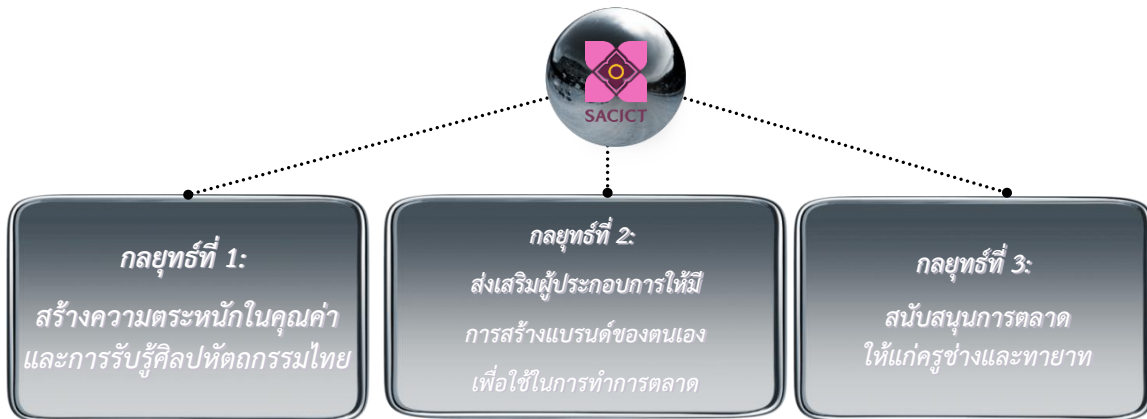 SACICT
กลยุทธ์ที่ 1:
สร้างความตระหนักในคุณค่า
และการรับรู้ศิลปหัตถกรรมไทย
กลยุทธ์ที่ 2:
ส่งเสริมผู้ประกอบการให้มี
การสร้างแบรนด์ของตนเอง
เพื่อใช้ในการทำการตลาด
กลยุทธ์ที่ 3:
สนับสนุนการตลาด
ให้แก่ครูช่างและทายาท